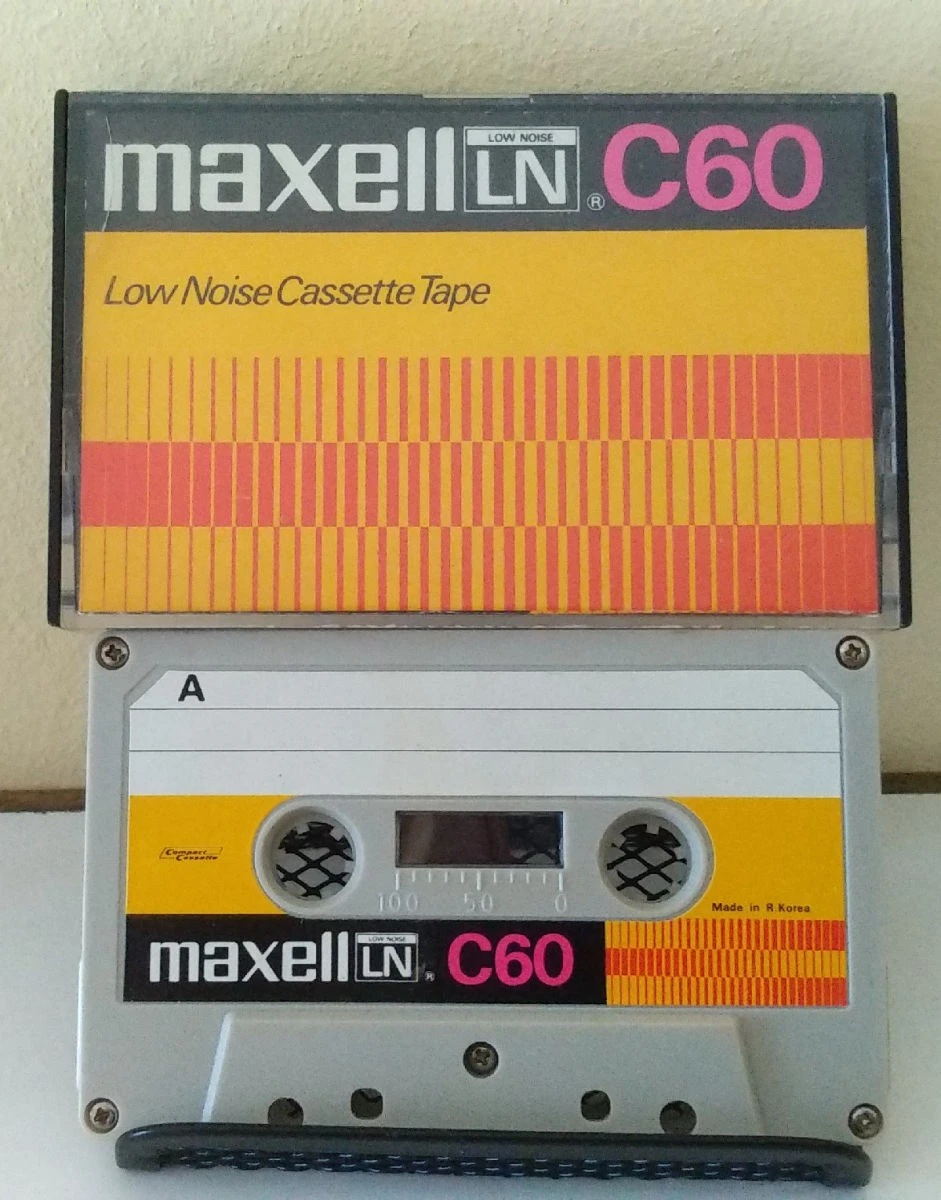 maxell LOW NOISE LN ® C60
Low Noise Cassette Tape
A
Compact
Cassette
100 50 0
Made in R.Korea
maxell LOW NOISE LN ® C60